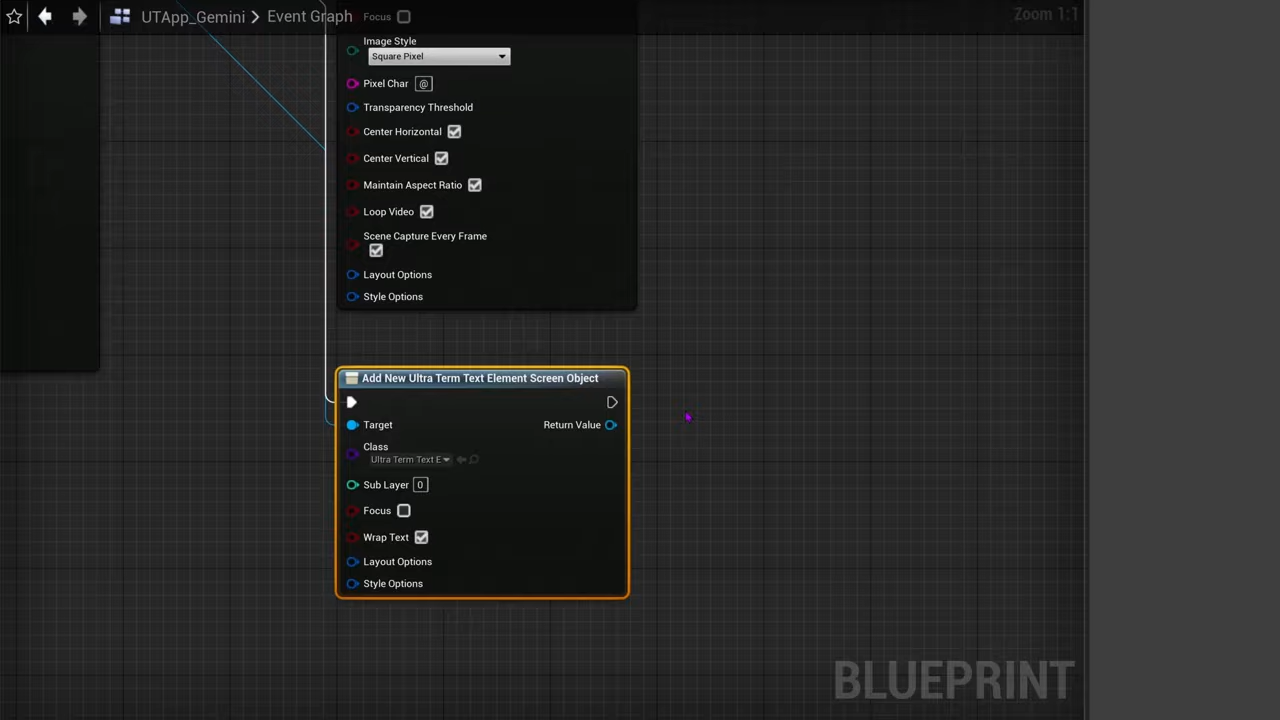 UTApp_Gemini > Event Graph
Zoom 1:1
Focus
Image Style
Square Pixel
Pixel Char @
Transparency Threshold
Center Horizontal
Center Vertical
Maintain Aspect Ratio
Loop Video
Scene Capture Every Frame
Layout Options
Style Options
Add New Ultra Term Text Element Screen Object
Target
Return Value
Class
Ultra Term Text E
Sub Layer 0
Focus
Wrap Text
Layout Options
Style Options
BLUEPRINT